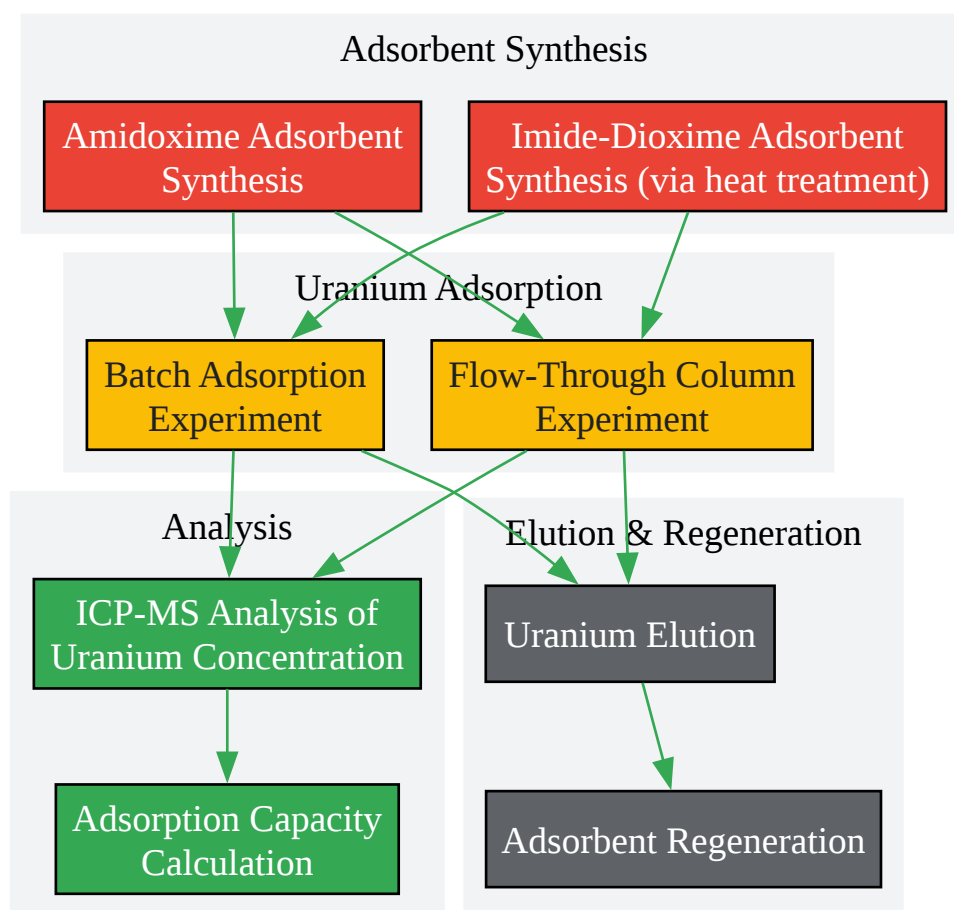 Adsorbent Synthesis
Amidoxime Adsorbent
Synthesis
Imide-Dioxime Adsorbent
Synthesis (via heat treatment)
Uranium Adsorption
Batch Adsorption
Experiment
Flow-Through Column
Experiment
Analysis
ICP-MS Analysis of
Uranium Concentration
Adsorption Capacity
Calculation
Elution & Regeneration
Uranium Elution
Adsorbent Regeneration